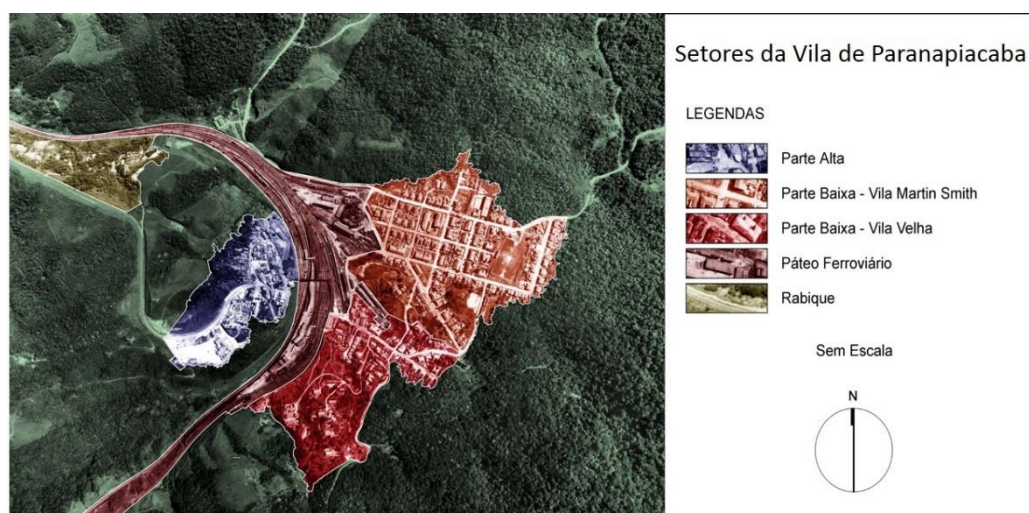 Setores da Vila de Paranapiacaba
LEGENDAS
Parte Alta
Parte Baixa - Vila Martin Smith
Parte Baixa - Vila Velha
Páteo Ferroviário
Rabique
Sem Escala
N